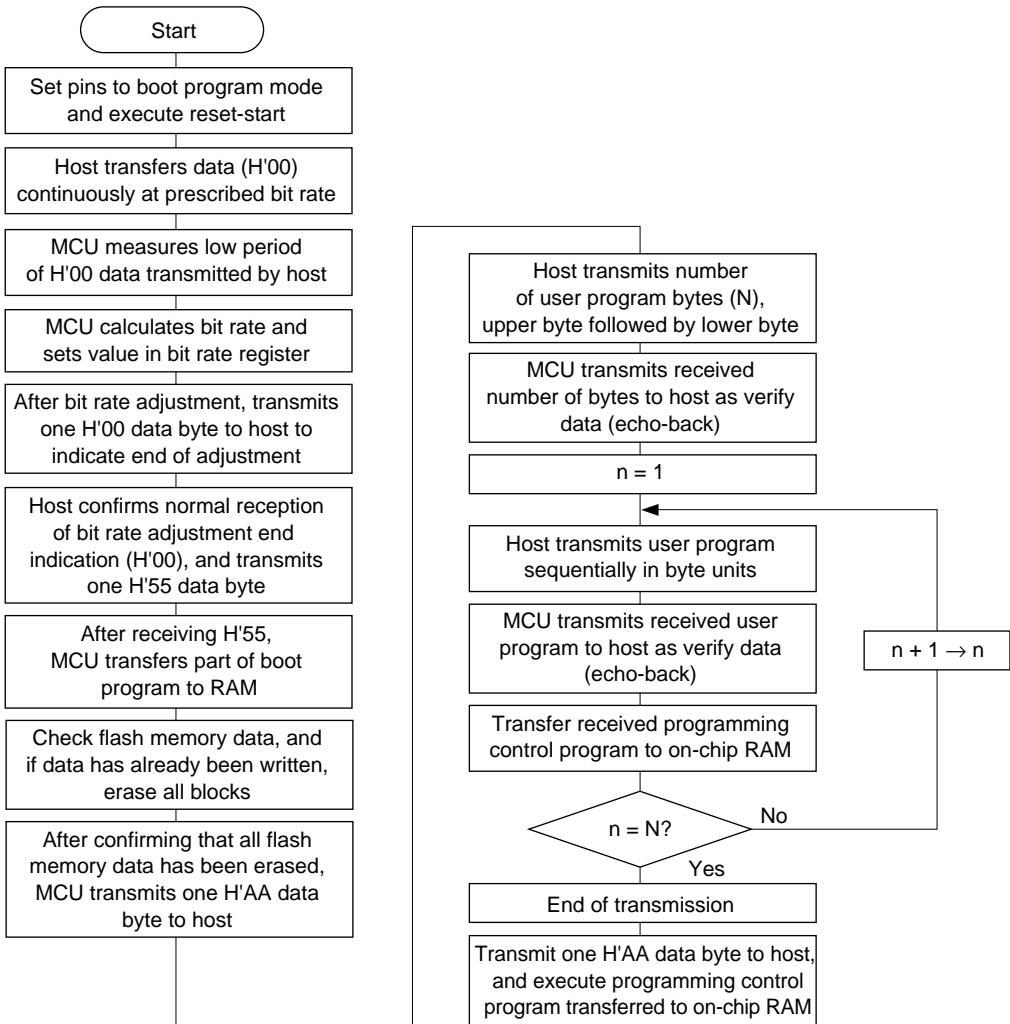 Start
Set pins to boot program mode
and execute reset-start
Host transfers data (H'00)
continuously at prescribed bit rate
MCU measures low period
of H'00 data transmitted by host
MCU calculates bit rate and
sets value in bit rate register
After bit rate adjustment, transmits
one H'00 data byte to host to
indicate end of adjustment
Host confirms normal reception
of bit rate adjustment end
indication (H'00), and transmits
one H'55 data byte
After receiving H'55,
MCU transfers part of boot
program to RAM
Check flash memory data, and
if data has already been written,
erase all blocks
After confirming that all flash
memory data has been erased,
MCU transmits one H'AA data
byte to host
Host transmits number
of user program bytes (N),
upper byte followed by lower byte
MCU transmits received
number of bytes to host as verify
data (echo-back)
n = 1
Host transmits user program
sequentially in byte units
MCU transmits received user
program to host as verify data
(echo-back)
n + 1 → n
Transfer received programming
control program to on-chip RAM
n = N?
No
Yes
End of transmission
Transmit one H'AA data byte to host,
and execute programming control
program transferred to on-chip RAM